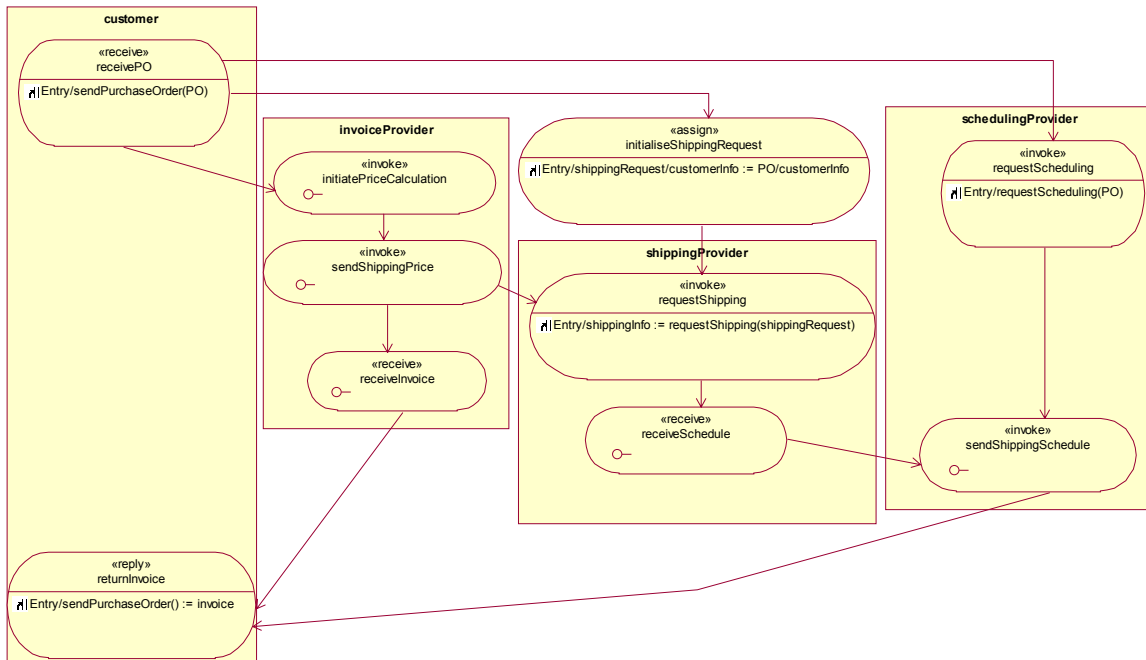 customer
«receive»
receivePO
Entry/sendPurchaseOrder(PO)
invoiceProvider
«invoke»
initiatePriceCalculation
«invoke»
sendShippingPrice
«receive»
receiveInvoice
«assign»
initialiseShippingRequest
Entry/shippingRequest/customerInfo := PO/customerInfo
shippingProvider
«invoke»
requestShipping
Entry/shippingInfo := requestShipping(shippingRequest)
«receive»
receiveSchedule
schedulingProvider
«invoke»
requestScheduling
Entry/requestScheduling(PO)
«invoke»
sendShippingSchedule
«reply»
returnInvoice
Entry/sendPurchaseOrder() := invoice